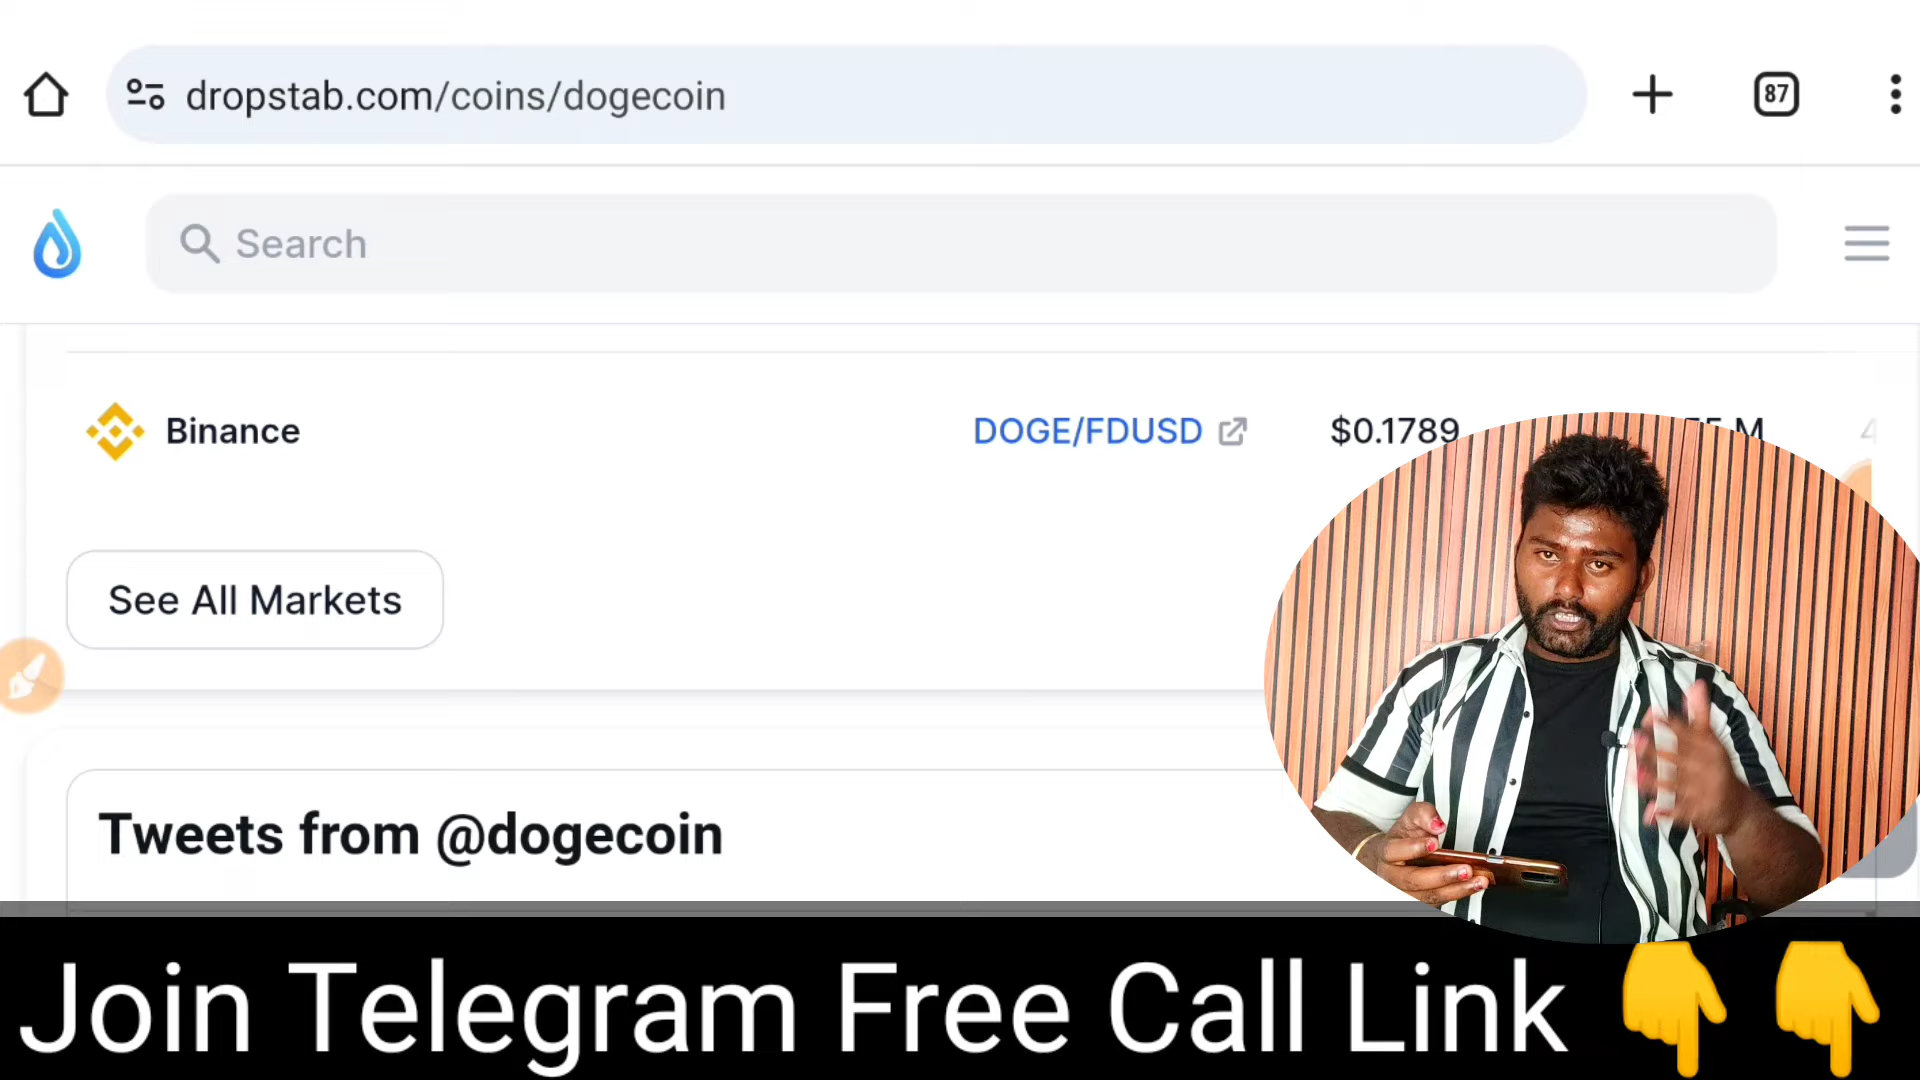 dropstab.com/coins/dogecoin
87
Search
Binance DOGE/FDUSD $0.1789
See All Markets
Tweets from @dogecoin
Join Telegram Free Call Link 👇👇